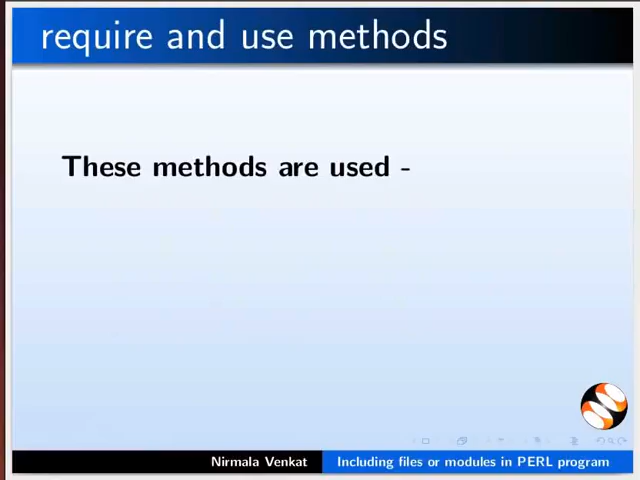 require and use methods
These methods are used -
Nirmala Venkat
Including files or modules in PERL program